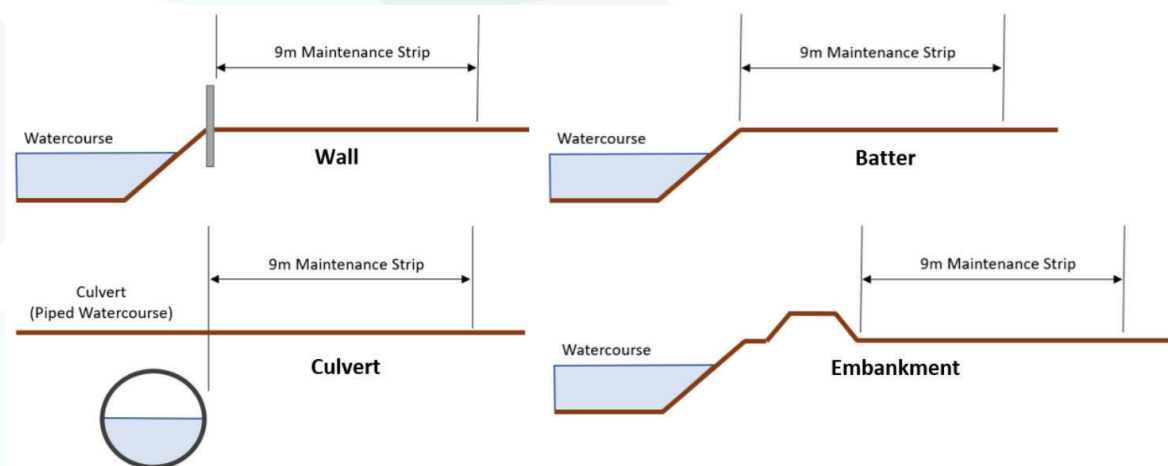 9m Maintenance Strip
Watercourse
Wall
9m Maintenance Strip
Watercourse
Batter
9m Maintenance Strip
Culvert
(Piped Watercourse)
Culvert
9m Maintenance Strip
Watercourse
Embankment